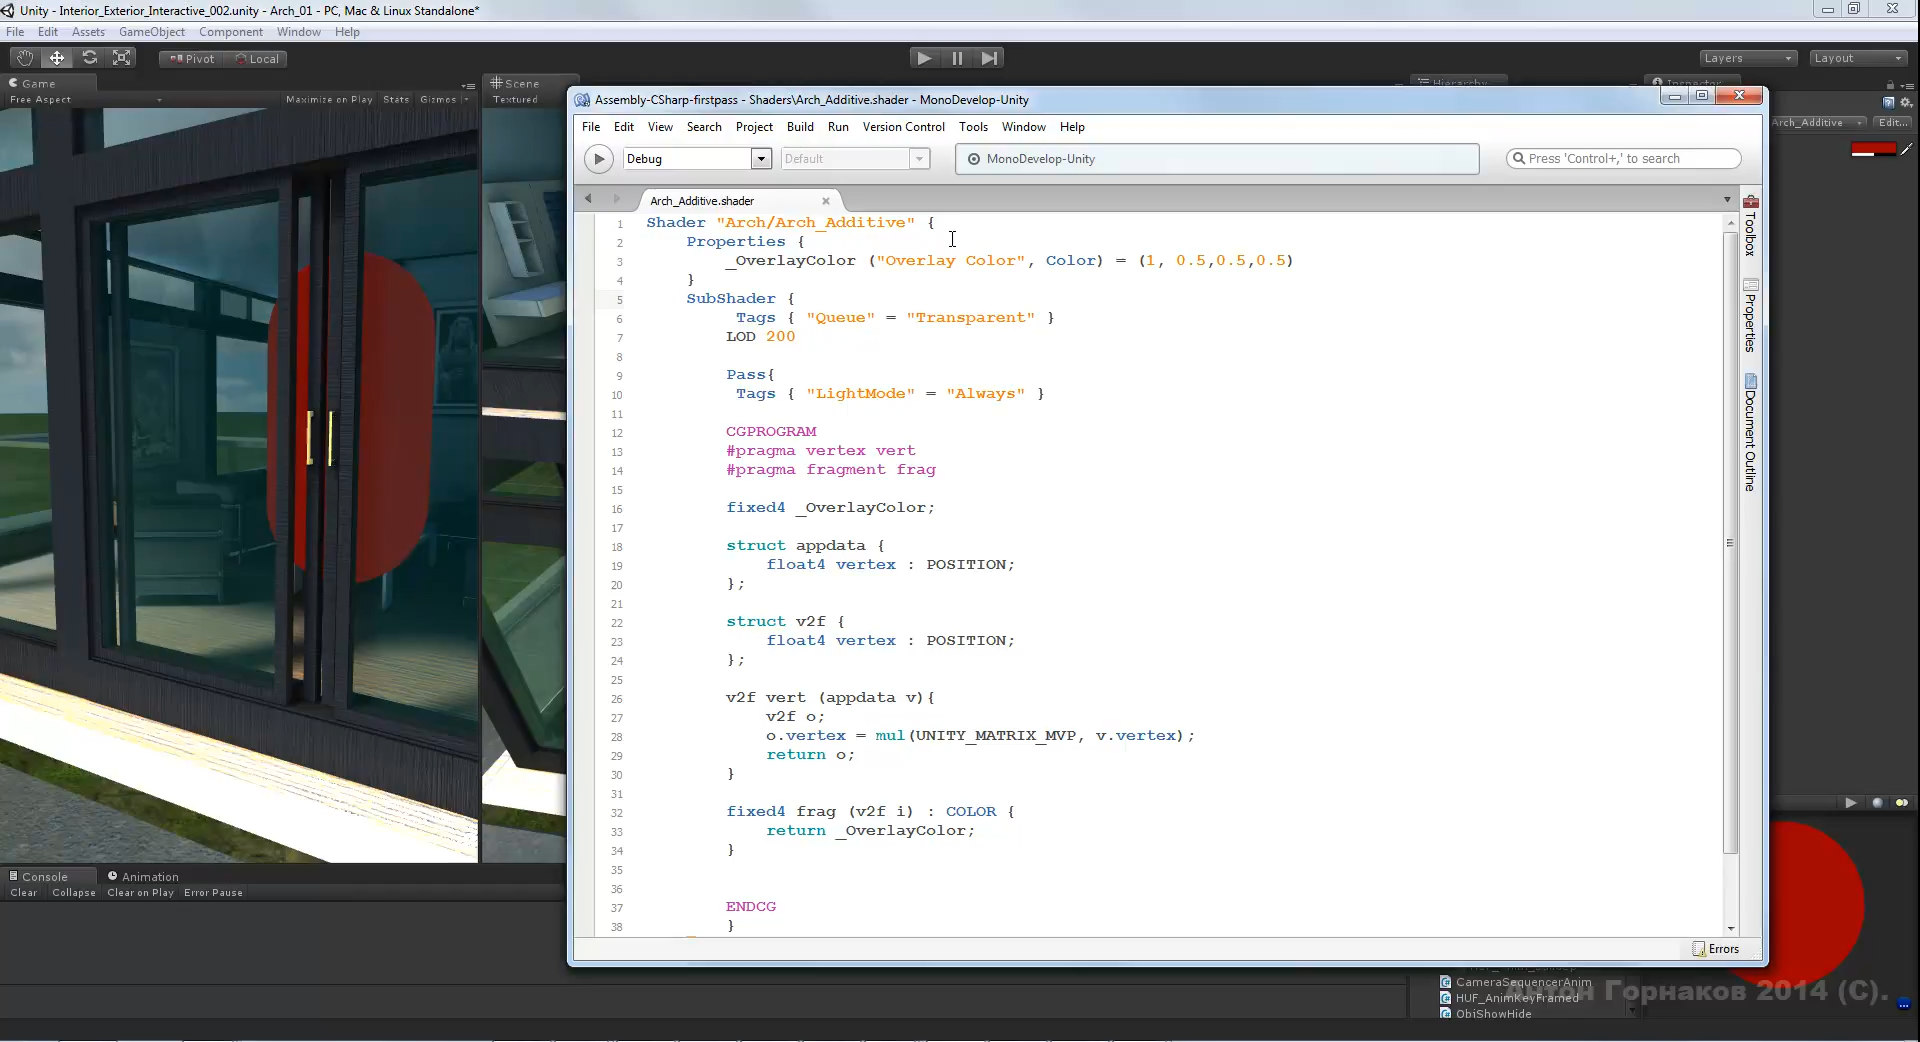 Unity - Interior_Exterior_Interactive_002.unity - Arch_01 - PC, Mac & Linux Standalone*
File Edit Assets GameObject Component Window Help
Pivot Local Layers Layout
Game Scene Hierarchy Inspector
Free Aspect Maximize on Play Stats Gizmos Textured
Arch_Additive Edit...
Assembly-CSharp-firstpass - Shaders\Arch_Additive.shader - MonoDevelop-Unity
File Edit View Search Project Build Run Version Control Tools Window Help
Debug Default MonoDevelop-Unity Press 'Control+,' to search
Arch_Additive.shader
1 Shader "Arch/Arch_Additive" {
2 Properties {
3 _OverlayColor ("Overlay Color", Color) = (1, 0.5,0.5,0.5)
4 }
5 SubShader {
6 Tags { "Queue" = "Transparent" }
7 LOD 200
8
9 Pass{
10 Tags { "LightMode" = "Always" }
11
12 CGPROGRAM
13 #pragma vertex vert
14 #pragma fragment frag
15
16 fixed4 _OverlayColor;
17
18 struct appdata {
19 float4 vertex : POSITION;
20 };
21
22 struct v2f {
23 float4 vertex : POSITION;
24 };
25
26 v2f vert (appdata v){
27 v2f o;
28 o.vertex = mul(UNITY_MATRIX_MVP, v.vertex);
29 return o;
30 }
31
32 fixed4 frag (v2f i) : COLOR {
33 return _OverlayColor;
34 }
35
36
37 ENDCG
38 }
Toolbox
Properties
Document Outline
Errors
Console Animation
Clear Collapse Clear on Play Error Pause
CameraSequencerAnim
HUF_AnimKeyFramed
ObjShowHide
Антон Горнаков 2014 (С).